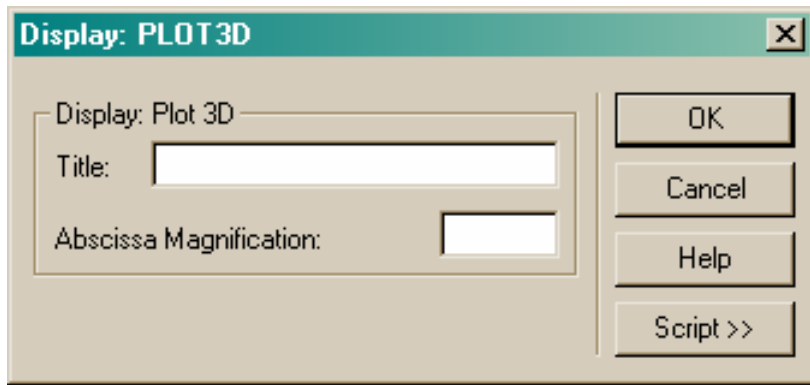 Display: PLOT3D
Display: Plot 3D
Title:
Abscissa Magnification:
OK
Cancel
Help
Script >>